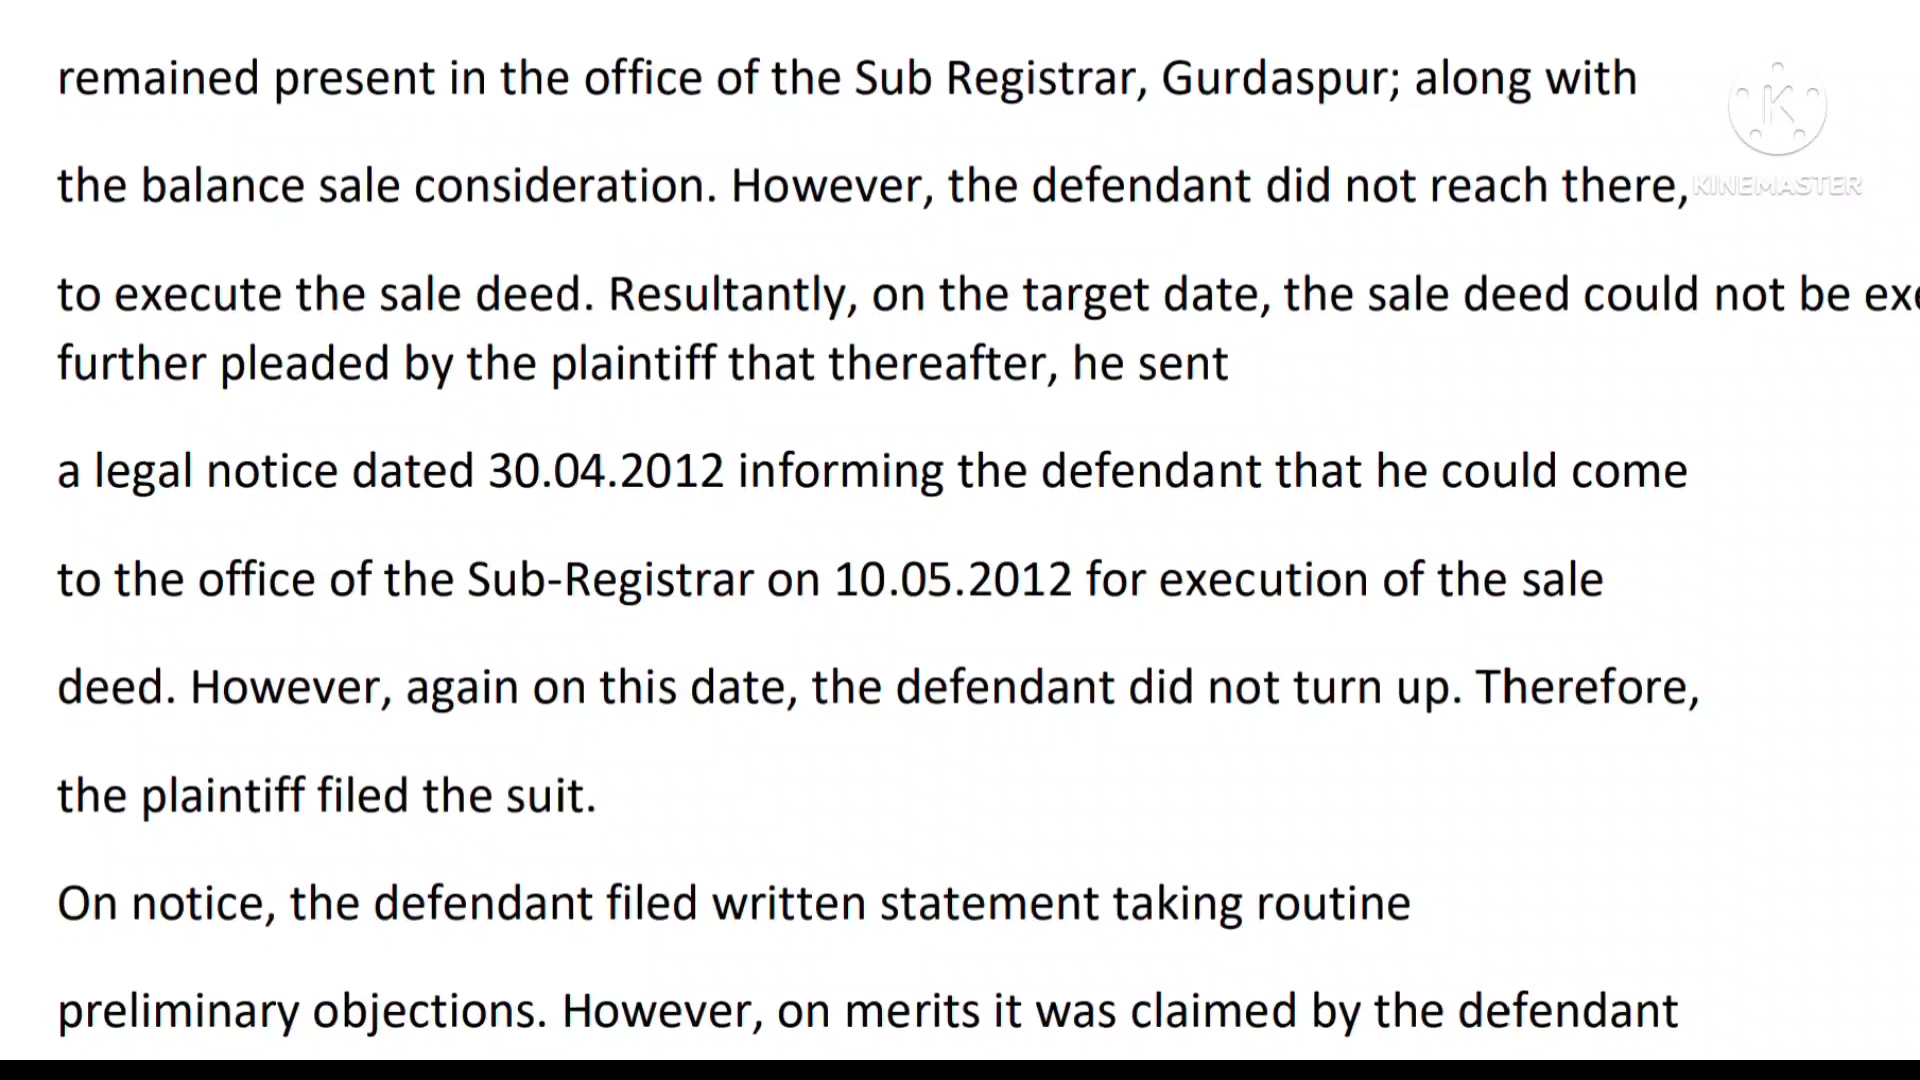 remained present in the office of the Sub Registrar, Gurdaspur; along with
the balance sale consideration. However, the defendant did not reach there,
KINEMASTER
to execute the sale deed. Resultantly, on the target date, the sale deed could not be
further pleaded by the plaintiff that thereafter, he sent
a legal notice dated 30.04.2012 informing the defendant that he could come
to the office of the Sub-Registrar on 10.05.2012 for execution of the sale
deed. However, again on this date, the defendant did not turn up. Therefore,
the plaintiff filed the suit.
On notice, the defendant filed written statement taking routine
preliminary objections. However, on merits it was claimed by the defendant